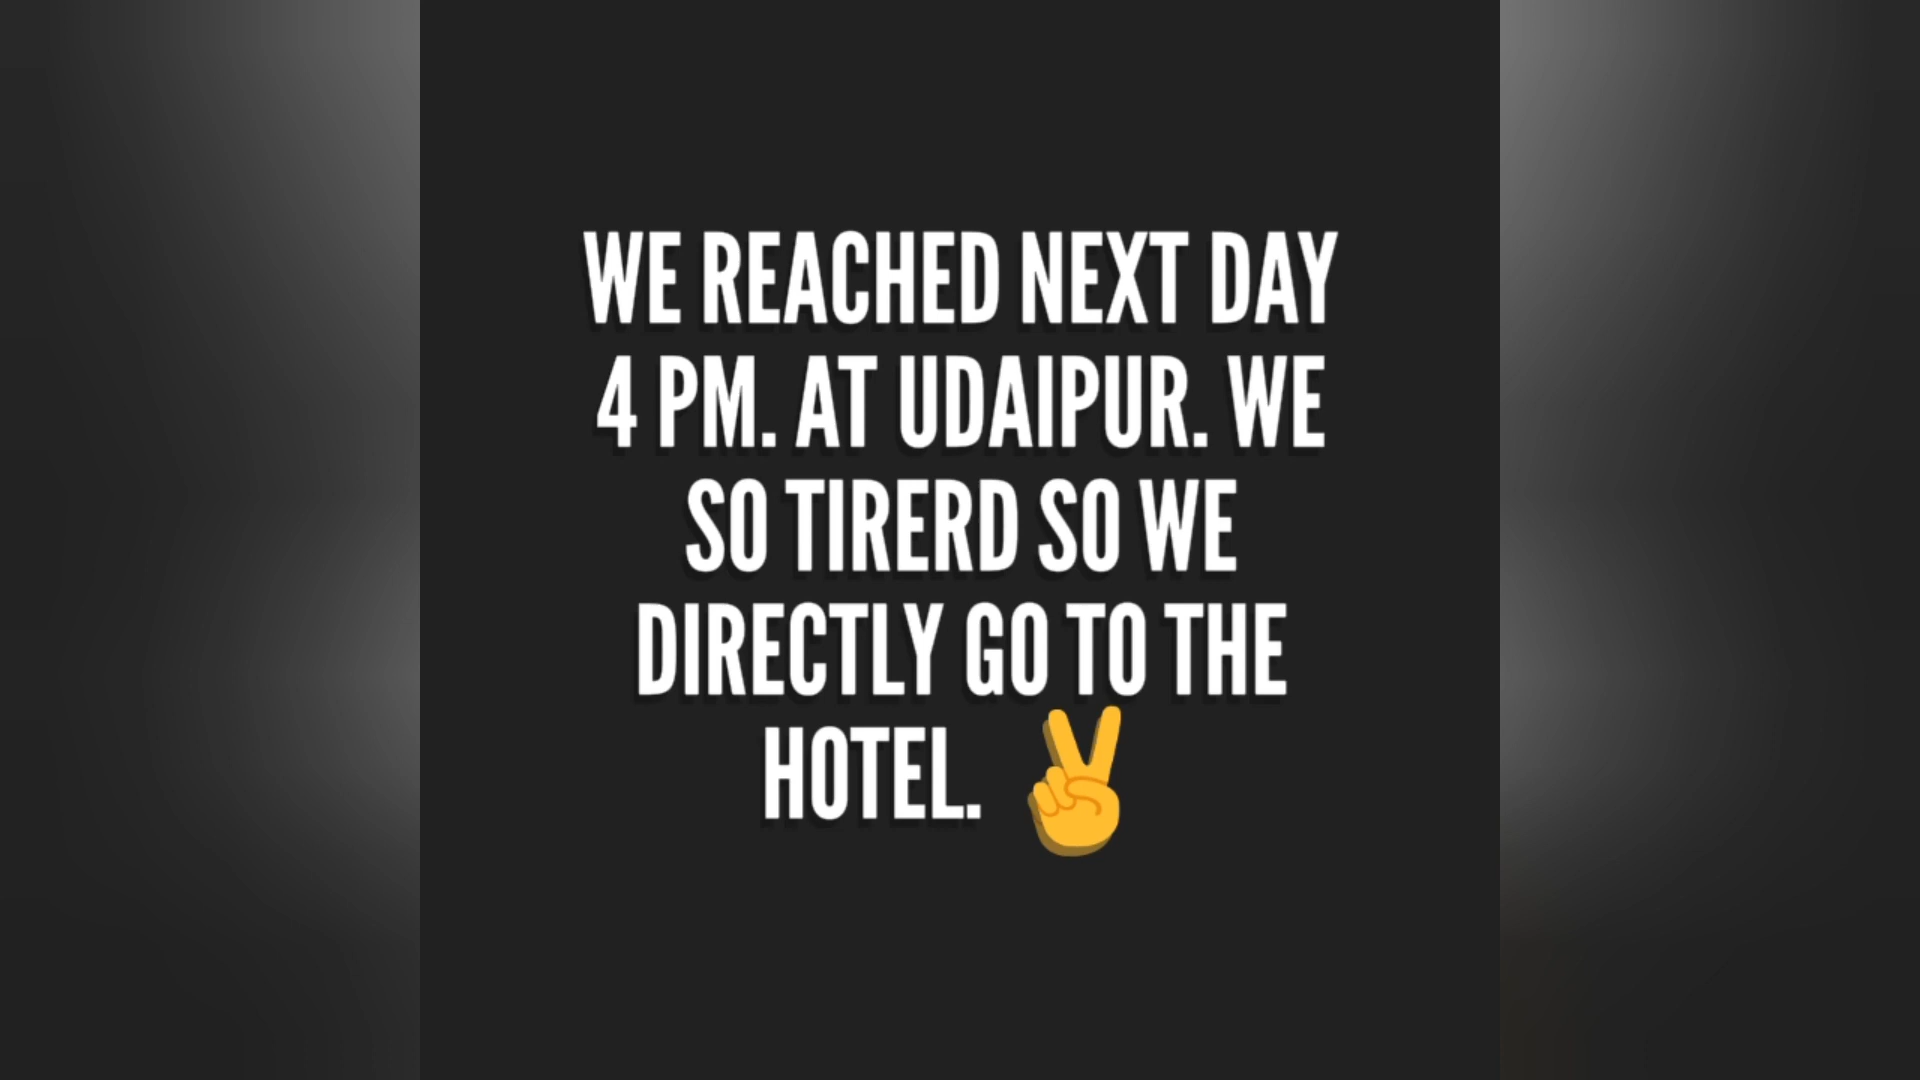 WE REACHED NEXT DAY
4 PM. AT UDAIPUR. WE
SO TIRERD SO WE
DIRECTLY GO TO THE
HOTEL. ✌